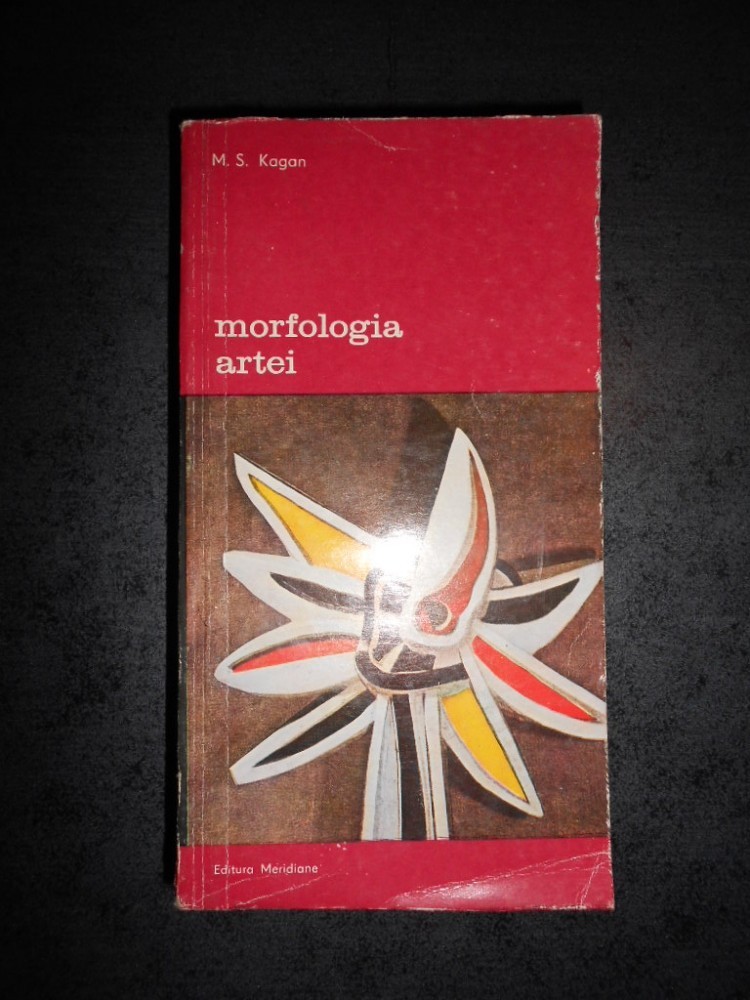 M. S. Kagan
morfologia
artei
Editura Meridiane